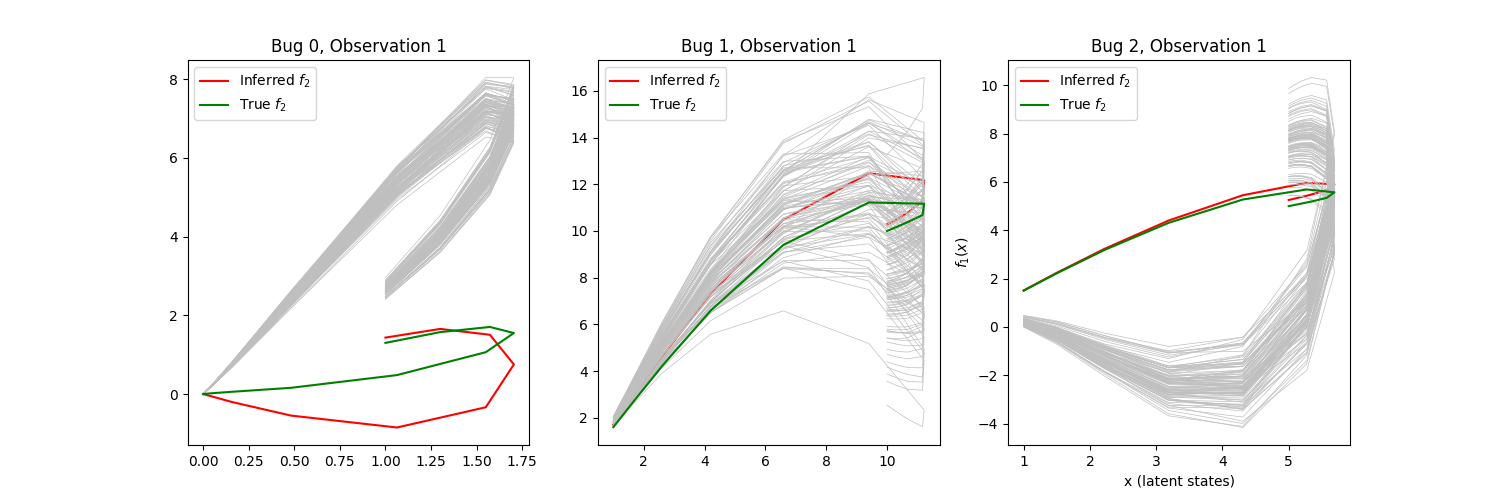 Bug 0, Observation 1
Inferred f₂
True f₂
8
6
4
2
0
0.00 0.25 0.50 0.75 1.00 1.25 1.50 1.75
Bug 1, Observation 1
Inferred f₂
True f₂
16
14
12
10
8
6
4
2
2 4 6 8 10
Bug 2, Observation 1
Inferred f₂
True f₂
f₁(x)
10
8
6
4
2
0
−2
−4
1 2 3 4 5
x (latent states)